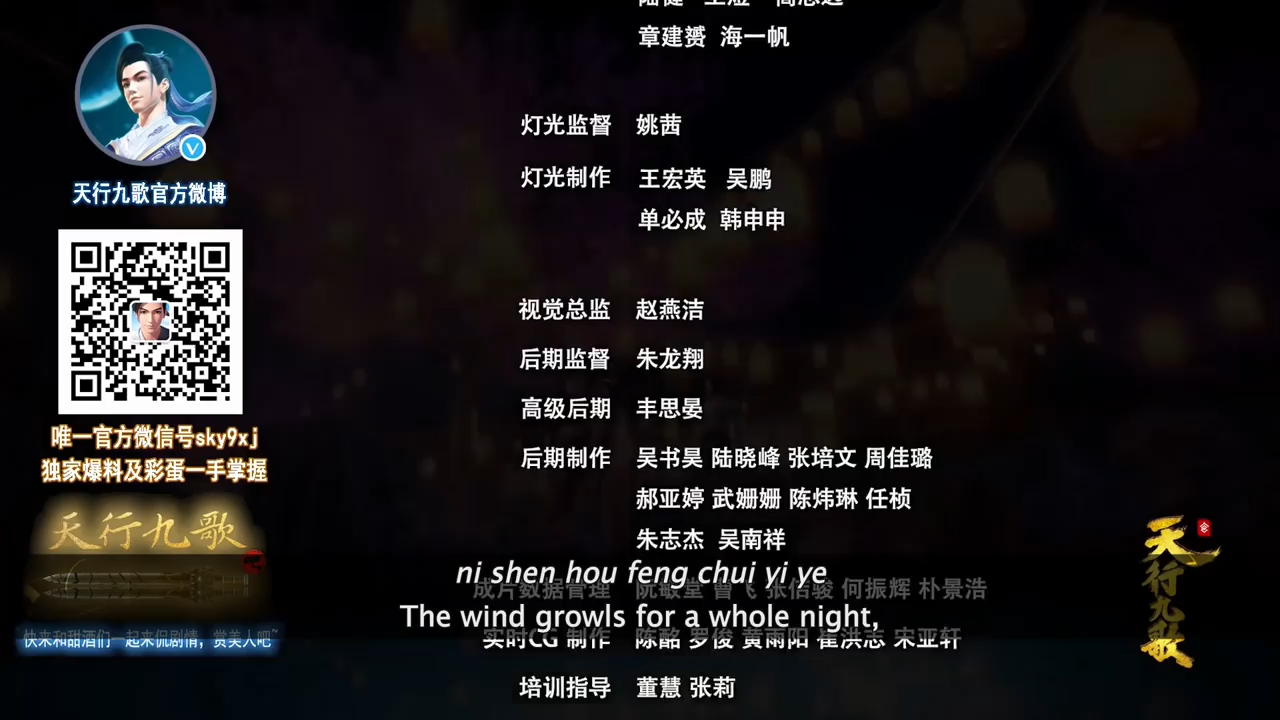 章建赟 海一帆
灯光监督 姚茜
灯光制作 王宏英 吴鹏
单必成 韩申申
视觉总监 赵燕洁
后期监督 朱龙翔
高级后期 丰思晏
后期制作 吴书昊 陆晓峰 张培文 周佳璐
郝亚婷 武姗姗 陈炜琳 任桢
朱志杰 吴南祥
成片数据管理 阮敏堂 曹飞 张佶骏 何振辉 朴景浩
实时CG 制作 陈酩 罗俊 黄雨阳 崔洪志 宋亚轩
培训指导 董慧 张莉
ni shen hou feng chui yi ye
The wind growls for a whole night,
天行九歌官方微博
唯一官方微信号sky9xj
独家爆料及彩蛋一手掌握
天行九歌
快来和甜酒们一起来侃剧情，赏美人吧~
天行九歌